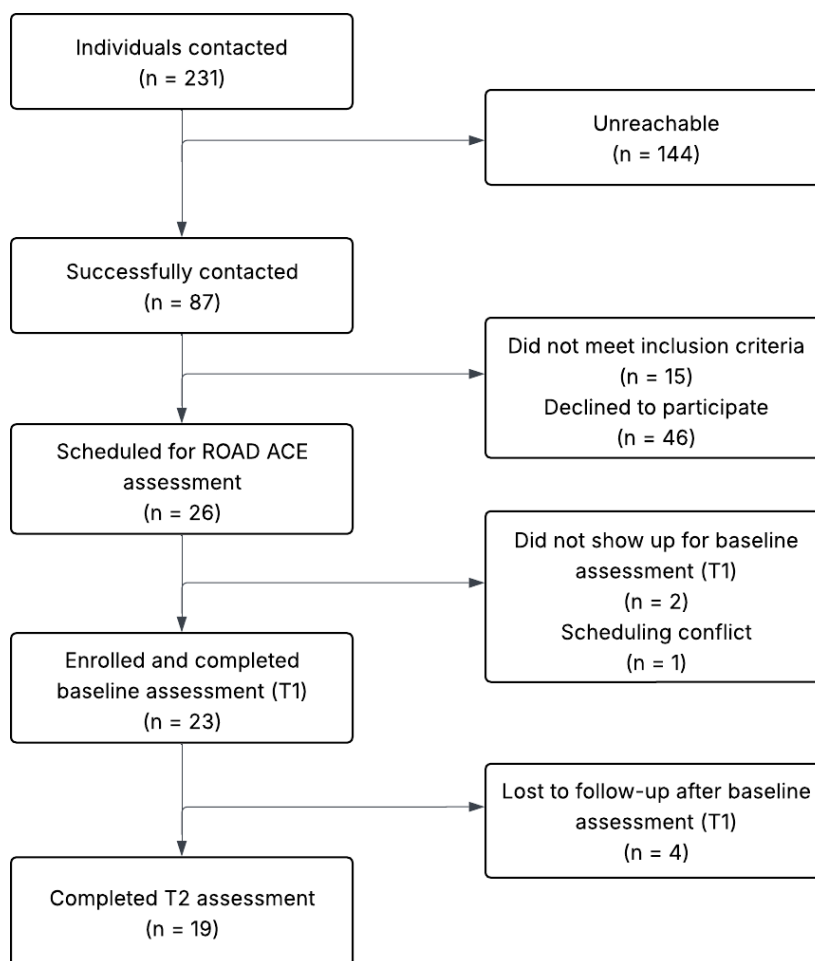 Individuals contacted
(n = 231)
Unreachable
(n = 144)
Successfully contacted
(n = 87)
Did not meet inclusion criteria
(n = 15)
Declined to participate
(n = 46)
Scheduled for ROAD ACE
assessment
(n = 26)
Did not show up for baseline
assessment (T1)
(n = 2)
Scheduling conflict
(n = 1)
Enrolled and completed
baseline assessment (T1)
(n = 23)
Lost to follow-up after baseline
assessment (T1)
(n = 4)
Completed T2 assessment
(n = 19)